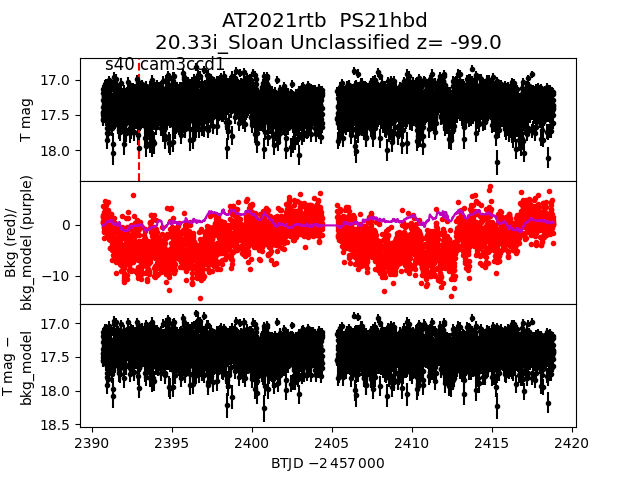 AT2021rtb PS21hbd
20.33i_Sloan Unclassified z= -99.0
s40 cam3ccd1
T mag
17.0
17.5
18.0
Bkg (red)/
bkg_model (purple)
0
−10
T mag −
bkg_model
17.0
17.5
18.0
18.5
2390 2395 2400 2405 2410 2415 2420
BTJD −2 457 000